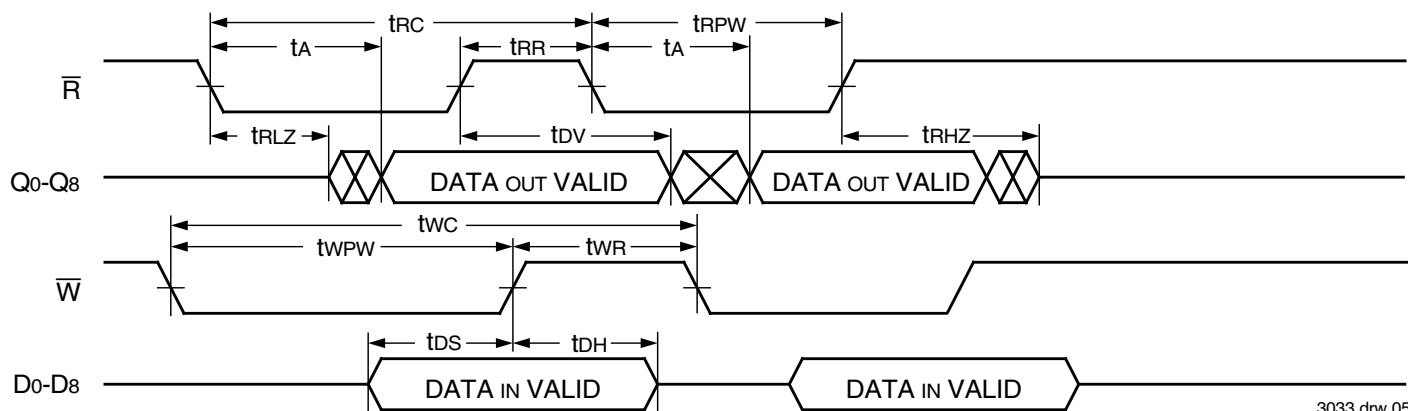 tRC tRPW
tA tRR tA
R̅
tRLZ tDV tRHZ
Q0-Q8 DATA OUT VALID DATA OUT VALID
tWC
tWPW tWR
W̅
tDS tDH
D0-D8 DATA IN VALID DATA IN VALID
3033 drw 05